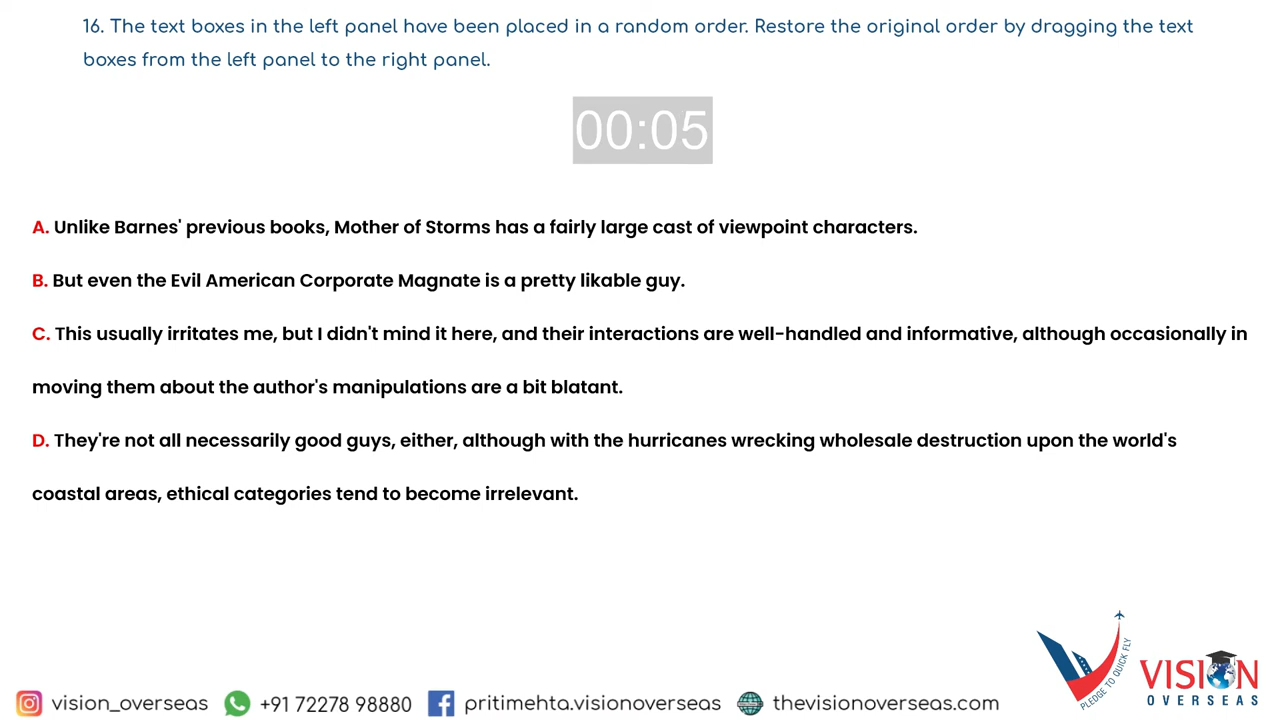 16. The text boxes in the left panel have been placed in a random order. Restore the original order by dragging the text
boxes from the left panel to the right panel.
00:05
A. Unlike Barnes' previous books, Mother of Storms has a fairly large cast of viewpoint characters.
B. But even the Evil American Corporate Magnate is a pretty likable guy.
C. This usually irritates me, but I didn't mind it here, and their interactions are well-handled and informative, although occasionally in
moving them about the author's manipulations are a bit blatant.
D. They're not all necessarily good guys, either, although with the hurricanes wrecking wholesale destruction upon the world's
coastal areas, ethical categories tend to become irrelevant.
PLEDGE TO QUICK FLY
VISION
OVERSEAS
vision_overseas +91 72278 98880 pritimehta.visionoverseas thevisionoverseas.com